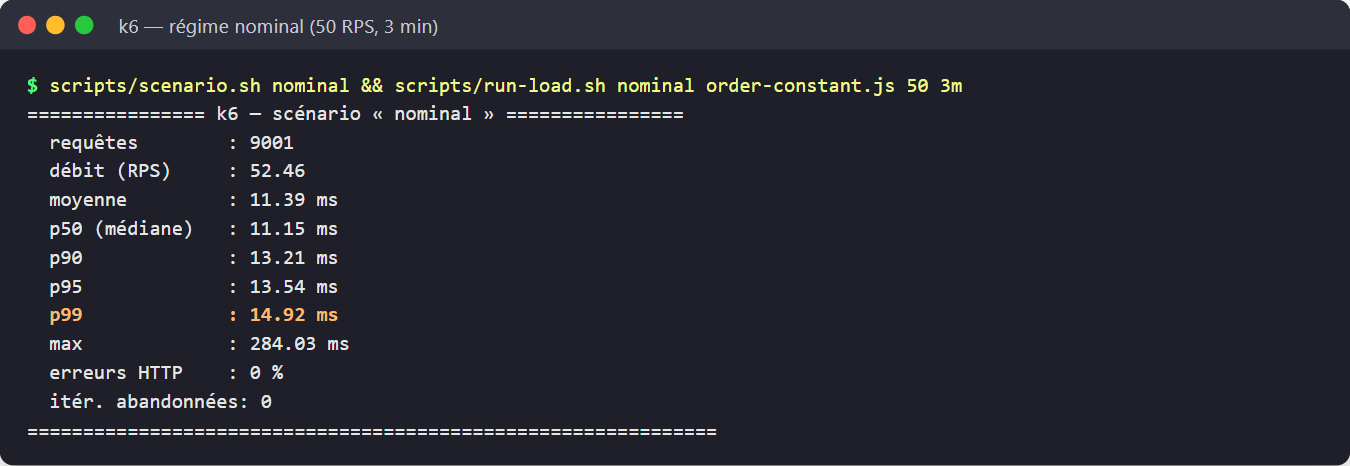 k6 — régime nominal (50 RPS, 3 min)
$ scripts/scenario.sh nominal && scripts/run-load.sh nominal order-constant.js 50 3m
================ k6 — scénario « nominal » ================
requêtes : 9001
débit (RPS) : 52.46
moyenne : 11.39 ms
p50 (médiane) : 11.15 ms
p90 : 13.21 ms
p95 : 13.54 ms
p99 : 14.92 ms
max : 284.03 ms
erreurs HTTP : 0 %
itér. abandonnées: 0
==============================================================